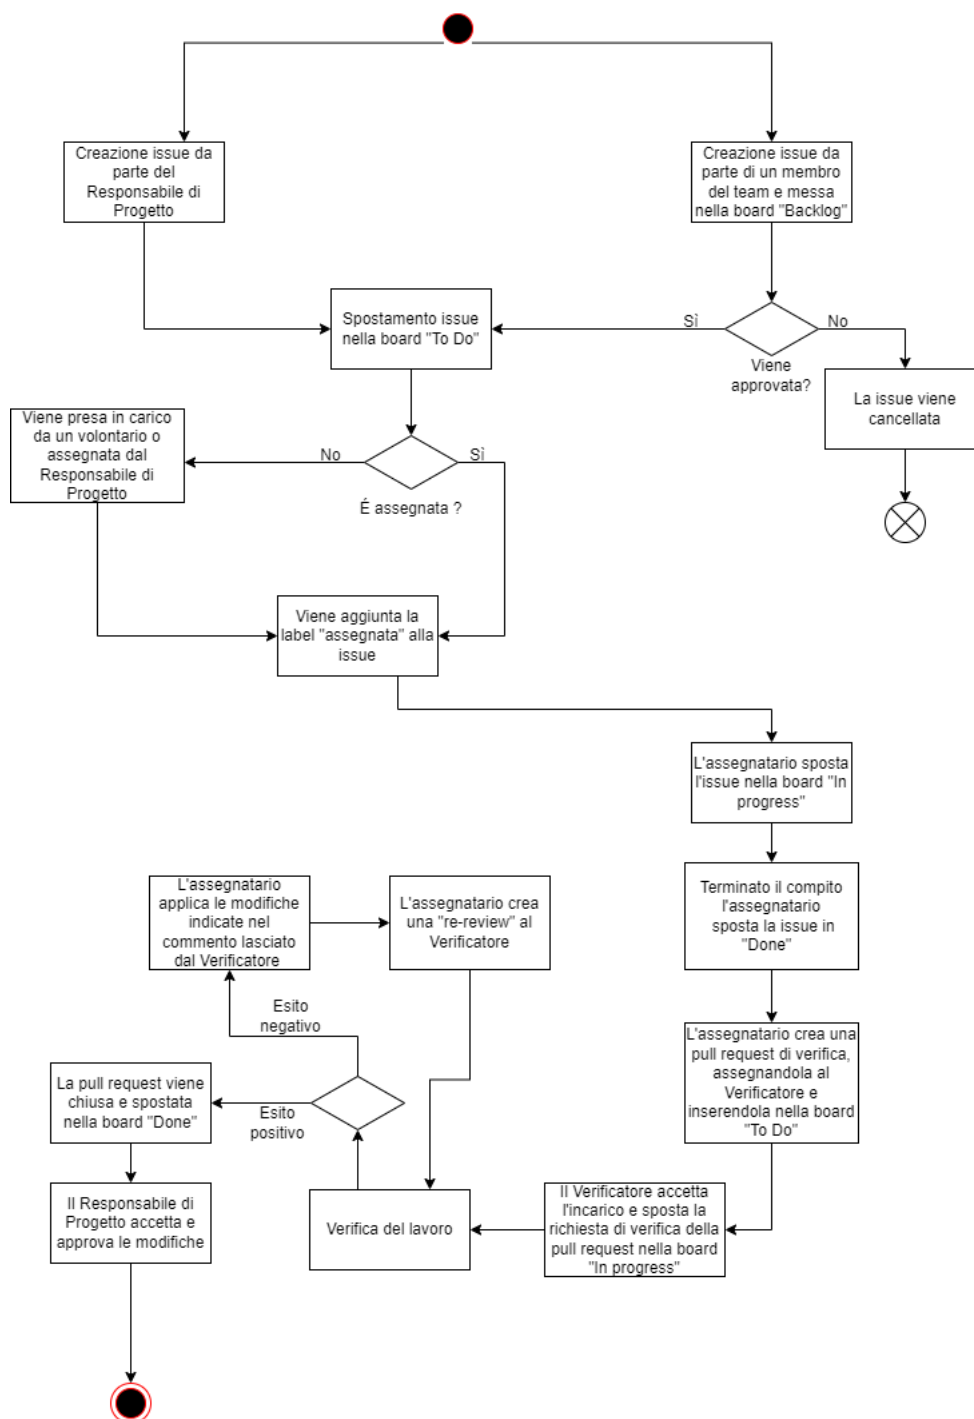 Creazione issue da
parte del
Responsabile di
Progetto
Creazione issue da
parte di un membro
del team e messa
nella board "Backlog"
Spostamento issue
nella board "To Do"
Sì
No
Viene
approvata?
La issue viene
cancellata
Viene presa in carico
da un volontario o
assegnata dal
Responsabile di
Progetto
No
Sì
É assegnata ?
Viene aggiunta la
label "assegnata" alla
issue
L'assegnatario sposta
l'issue nella board "In
progress"
Terminato il compito
l'assegnatario
sposta la issue in
"Done"
L'assegnatario crea una
pull request di verifica,
assegnandola al
Verificatore e
inserendola nella board
"To Do"
Il Verificatore accetta
l'incarico e sposta la
richiesta di verifica della
pull request nella board
"In progress"
Verifica del lavoro
L'assegnatario
applica le modifiche
indicate nel
commento lasciato
dal Verificatore
L'assegnatario crea
una "re-review" al
Verificatore
Esito
negativo
Esito
positivo
La pull request viene
chiusa e spostata
nella board "Done"
Il Responsabile di
Progetto accetta e
approva le modifiche